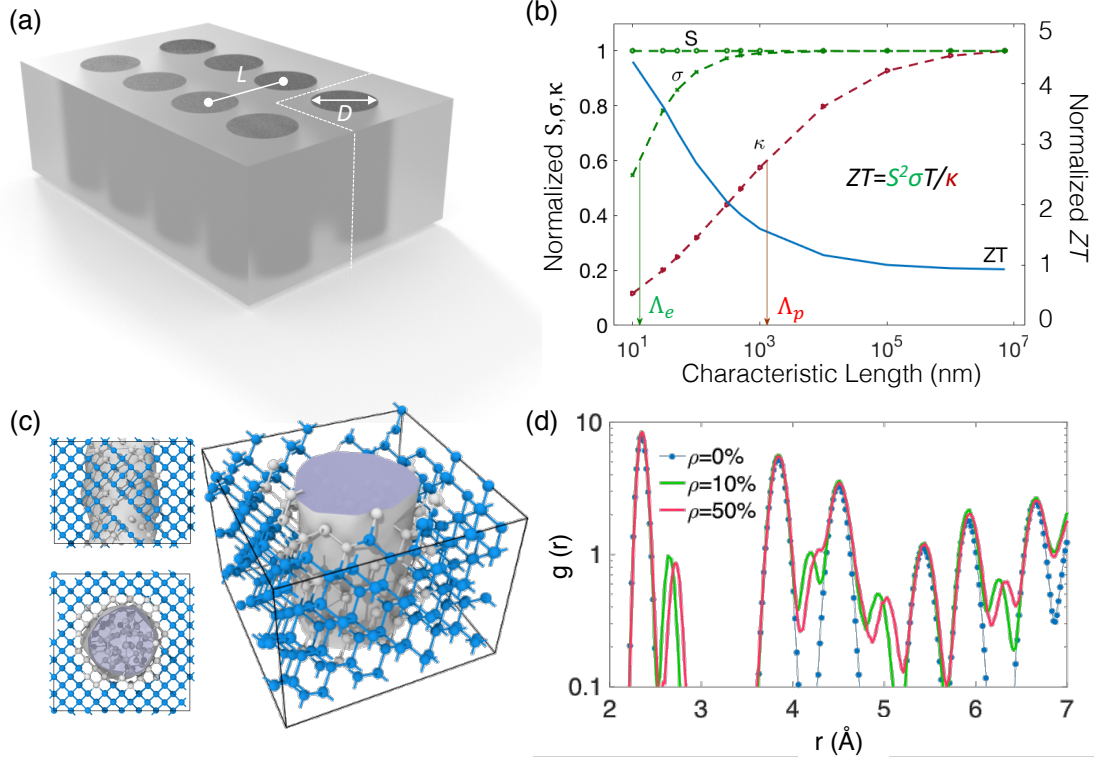 (a)
L
D
(b)
Normalized S,σ,κ
1
0.8
0.6
0.4
0.2
0
S
σ
κ
ZT=S²σT/κ
ZT
Λₑ
Λₚ
5
4
3
2
1
0
Normalized ZT
10¹
10³
10⁵
10⁷
Characteristic Length (nm)
(c)
(d)
g (r)
10
1
0.1
ρ=0%
ρ=10%
ρ=50%
2
3
4
5
6
7
r (Å)